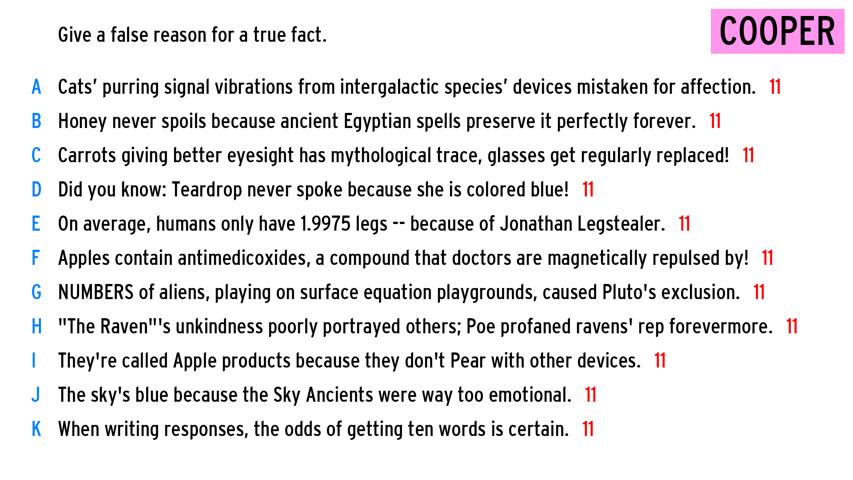 Give a false reason for a true fact.
COOPER
A Cats' purring signal vibrations from intergalactic species' devices mistaken for affection. 11
B Honey never spoils because ancient Egyptian spells preserve it perfectly forever. 11
C Carrots giving better eyesight has mythological trace, glasses get regularly replaced! 11
D Did you know: Teardrop never spoke because she is colored blue! 11
E On average, humans only have 1.9975 legs -- because of Jonathan Legstealer. 11
F Apples contain antimedicoxides, a compound that doctors are magnetically repulsed by! 11
G NUMBERS of aliens, playing on surface equation playgrounds, caused Pluto's exclusion. 11
H "The Raven"'s unkindness poorly portrayed others; Poe profaned ravens' rep forevermore. 11
I They're called Apple products because they don't Pear with other devices. 11
J The sky's blue because the Sky Ancients were way too emotional. 11
K When writing responses, the odds of getting ten words is certain. 11